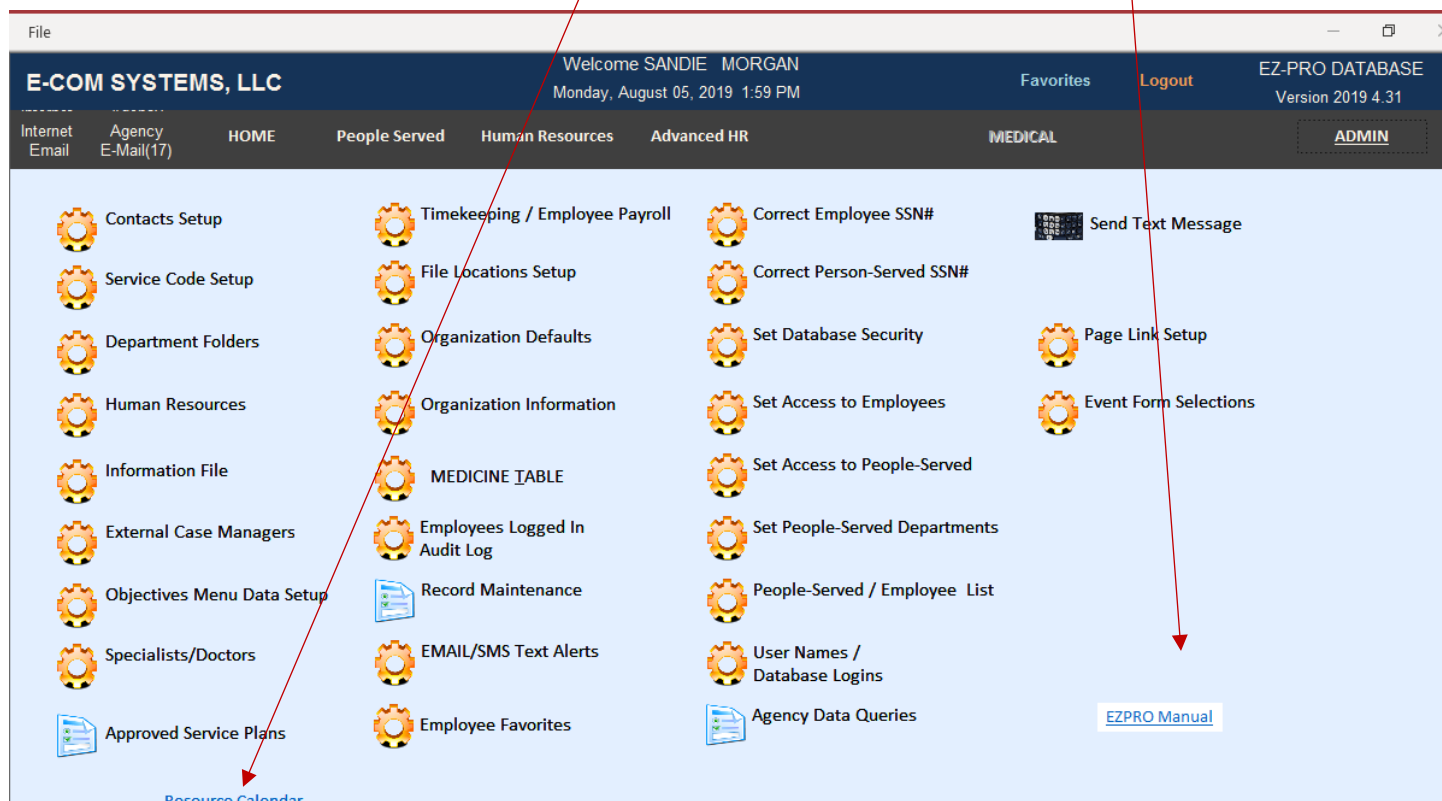 File
E-COM SYSTEMS, LLC
Welcome SANDIE MORGAN
Monday, August 05, 2019 1:59 PM
Favorites
Logout
EZ-PRO DATABASE
Version 2019 4.31
Internet
Email
Agency
E-Mail(17)
HOME
People Served
Human Resources
Advanced HR
MEDICAL
ADMIN
Contacts Setup
Service Code Setup
Department Folders
Human Resources
Information File
External Case Managers
Objectives Menu Data Setup
Specialists/Doctors
Approved Service Plans
Resource Calendar
Timekeeping / Employee Payroll
File Locations Setup
Organization Defaults
Organization Information
MEDICINE TABLE
Employees Logged In
Audit Log
Record Maintenance
EMAIL/SMS Text Alerts
Employee Favorites
Correct Employee SSN#
Correct Person-Served SSN#
Set Database Security
Set Access to Employees
Set Access to People-Served
Set People-Served Departments
People-Served / Employee List
User Names /
Database Logins
Agency Data Queries
Send Text Message
Page Link Setup
Event Form Selections
EZPRO Manual